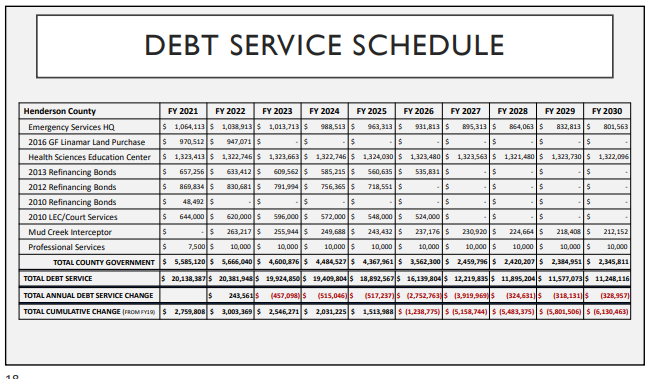 DEBT SERVICE SCHEDULE
Henderson County FY 2021 FY 2022 FY 2023 FY 2024 FY 2025 FY 2026 FY 2027 FY 2028 FY 2029 FY 2030
Emergency Services HQ $ 1,064,113 $ 1,038,913 $ 1,013,713 $ 988,513 $ 963,313 $ 931,813 $ 895,313 $ 864,063 $ 832,813 $ 801,563
2016 GF Linamar Land Purchase $ 970,512 $ 947,071 $ - $ - $ - $ - $ - $ - $ - $ -
Health Sciences Education Center $ 1,323,413 $ 1,322,746 $ 1,323,663 $ 1,322,746 $ 1,324,030 $ 1,323,480 $ 1,323,563 $ 1,321,480 $ 1,323,730 $ 1,322,096
2013 Refinancing Bonds $ 657,256 $ 633,412 $ 609,562 $ 585,215 $ 560,635 $ 535,831 $ - $ - $ - $ -
2012 Refinancing Bonds $ 869,834 $ 830,681 $ 791,994 $ 756,365 $ 718,551 $ - $ - $ - $ - $ -
2010 Refinancing Bonds $ 48,492 $ - $ - $ - $ - $ - $ - $ - $ - $ -
2010 LEC/Court Services $ 644,000 $ 620,000 $ 596,000 $ 572,000 $ 548,000 $ 524,000 $ - $ - $ - $ -
Mud Creek Interceptor $ - $ 263,217 $ 255,944 $ 249,688 $ 243,432 $ 237,176 $ 230,920 $ 224,664 $ 218,408 $ 212,152
Professional Services $ 7,500 $ 10,000 $ 10,000 $ 10,000 $ 10,000 $ 10,000 $ 10,000 $ 10,000 $ 10,000 $ 10,000
TOTAL COUNTY GOVERNMENT $ 5,585,120 $ 5,666,040 $ 4,600,876 $ 4,484,527 $ 4,367,961 $ 3,562,300 $ 2,459,796 $ 2,420,207 $ 2,384,951 $ 2,345,811
TOTAL DEBT SERVICE $ 20,138,387 $ 20,381,948 $ 19,924,850 $ 19,409,804 $ 18,892,567 $ 16,139,804 $ 12,219,835 $ 11,895,204 $ 11,577,073 $ 11,248,116
TOTAL ANNUAL DEBT SERVICE CHANGE $ 243,561 $ (457,098) $ (515,046) $ (517,237) $ (2,752,763) $ (3,919,969) $ (324,631) $ (318,131) $ (328,957)
TOTAL CUMULATIVE CHANGE (FROM FY19) $ 2,759,808 $ 3,003,369 $ 2,546,271 $ 2,031,225 $ 1,513,988 $ (1,238,775) $ (5,158,744) $ (5,483,375) $ (5,801,506) $ (6,130,463)